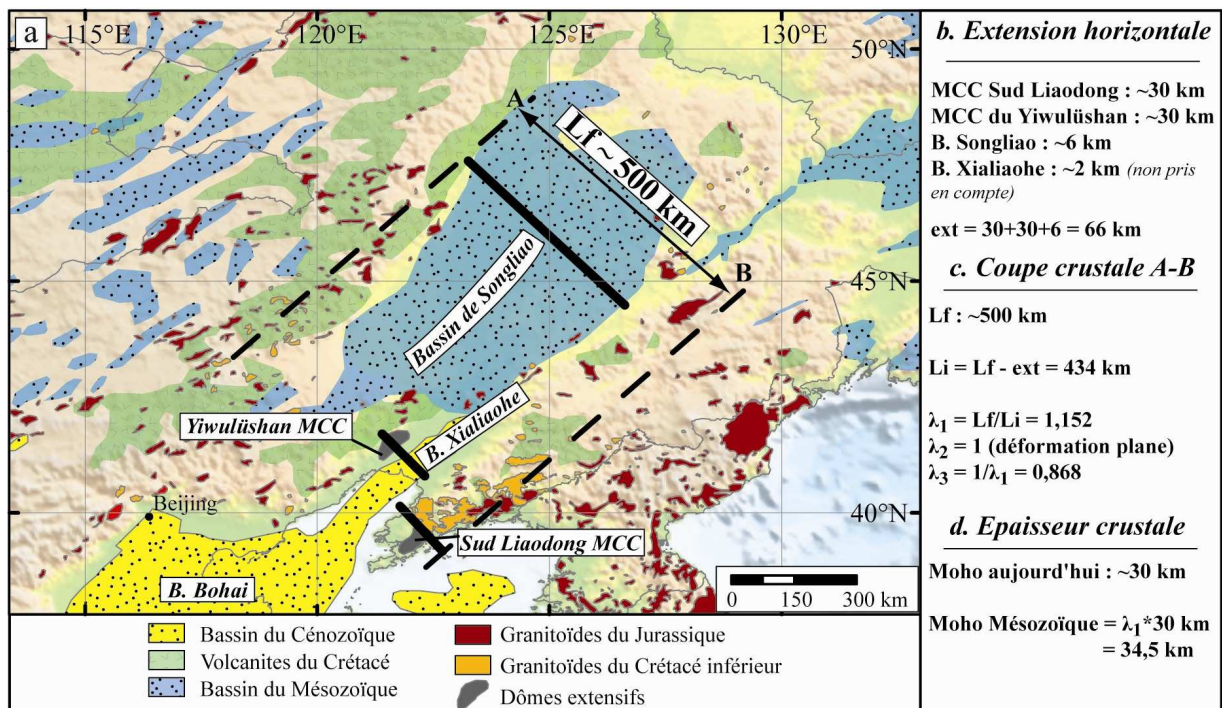 a
115°E
120°E
125°E
130°E
50°N
A
Lf ~ 500 km
B
45°N
Bassin de Songliao
Yiwulüshan MCC
B. Xialiaohe
Beijing
40°N
Sud Liaodong MCC
B. Bohai
0 150 300 km
Bassin du Cénozoïque
Volcanites du Crétacé
Bassin du Mésozoïque
Granitoïdes du Jurassique
Granitoïdes du Crétacé inférieur
Dômes extensifs
b. Extension horizontale
MCC Sud Liaodong : ~30 km
MCC du Yiwulüshan : ~30 km
B. Songliao : ~6 km
B. Xialiaohe : ~2 km (non pris
en compte)
ext = 30+30+6 = 66 km
c. Coupe crustale A-B
Lf : ~500 km
Li = Lf - ext = 434 km
λ₁ = Lf/Li = 1,152
λ₂ = 1 (déformation plane)
λ₃ = 1/λ₁ = 0,868
d. Epaisseur crustale
Moho aujourd'hui : ~30 km
Moho Mésozoïque = λ₁*30 km
= 34,5 km